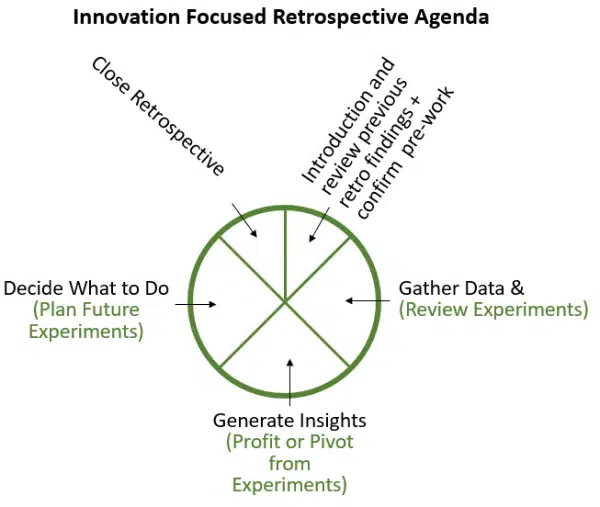 Innovation Focused Retrospective Agenda
Close Retrospective
Introduction and
review previous
retro findings +
confirm pre-work
Gather Data &
(Review Experiments)
Generate Insights
(Profit or Pivot
from
Experiments)
Decide What to Do
(Plan Future
Experiments)